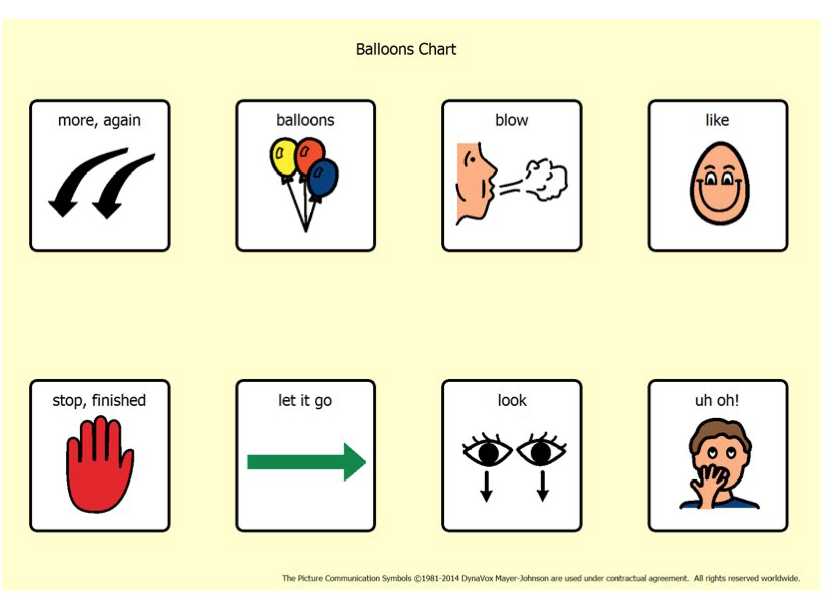 Balloons Chart
more, again
balloons
blow
like
stop, finished
let it go
look
uh oh!
The Picture Communication Symbols ©1981-2014 DynaVox Mayer-Johnson are used under contractual agreement. All rights reserved worldwide.